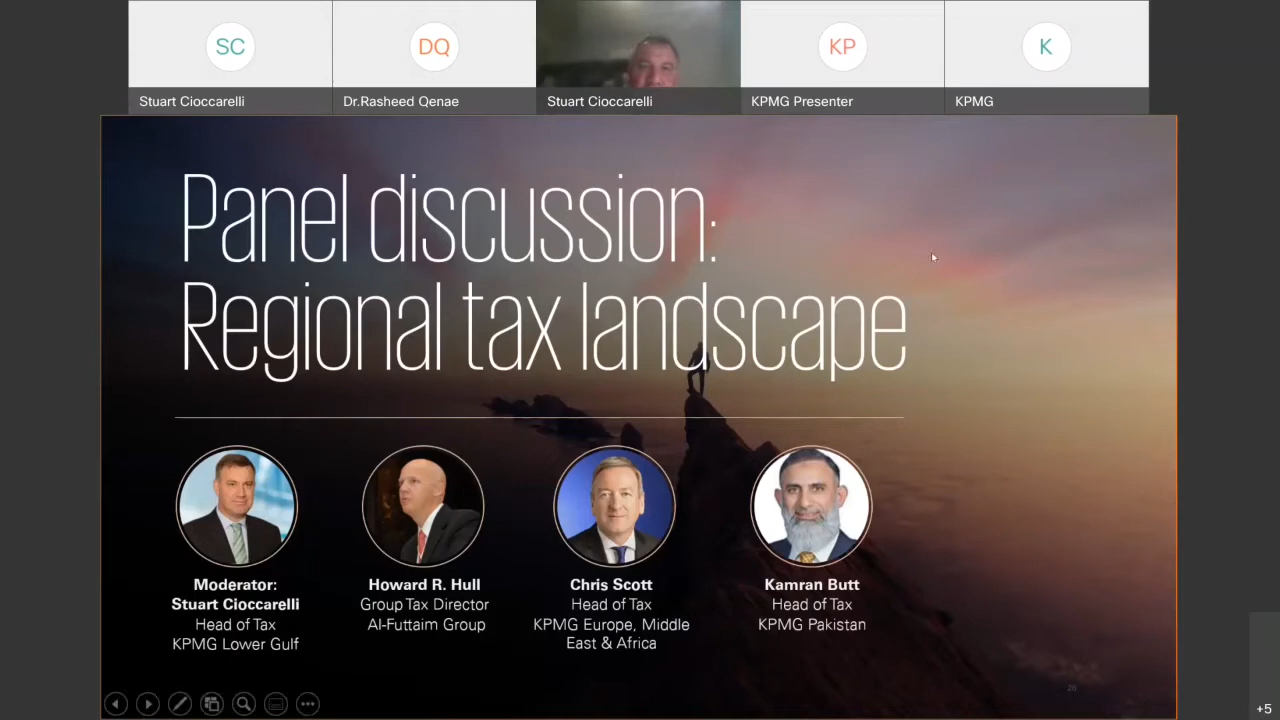 SC
DQ
KP
K
Stuart Cioccarelli
Dr.Rasheed Qenae
Stuart Cioccarelli
KPMG Presenter
KPMG
Panel discussion:
Regional tax landscape
Moderator:
Stuart Cioccarelli
Head of Tax
KPMG Lower Gulf
Howard R. Hull
Group Tax Director
Al-Futtaim Group
Chris Scott
Head of Tax
KPMG Europe, Middle
East & Africa
Kamran Butt
Head of Tax
KPMG Pakistan
+5